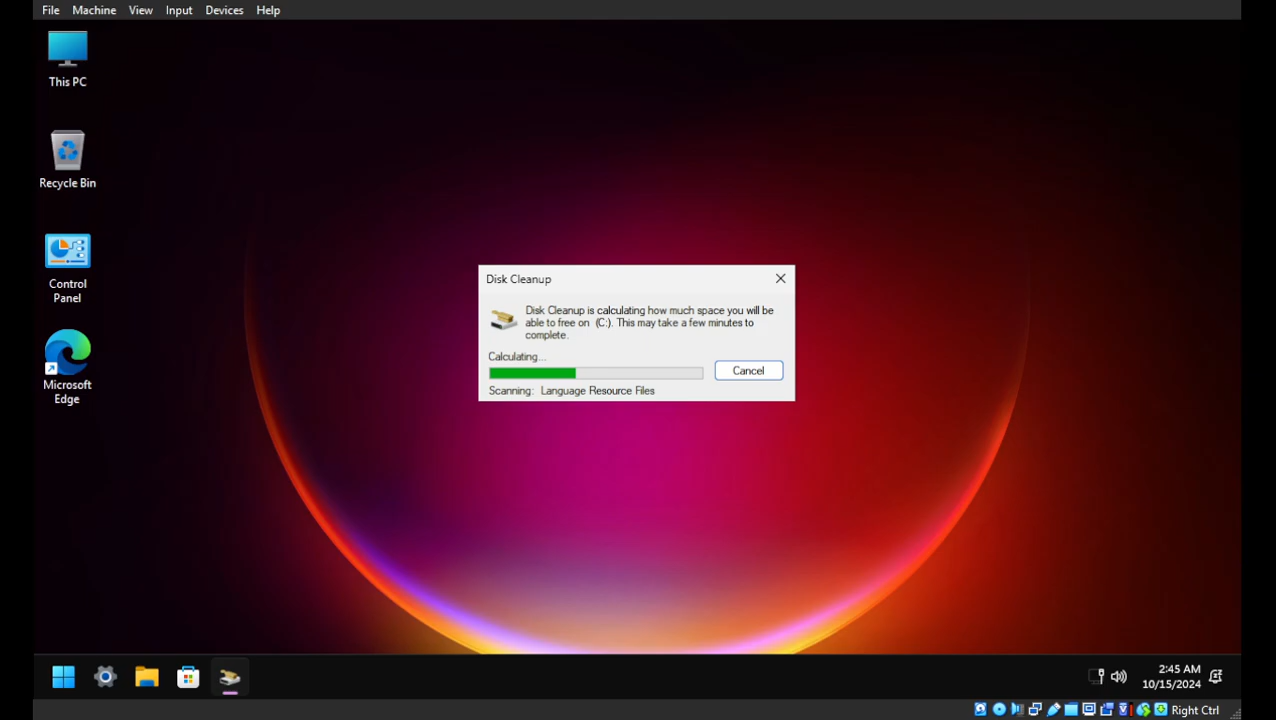 File Machine View Input Devices Help
This PC
Recycle Bin
Control
Panel
Microsoft
Edge
Disk Cleanup
Disk Cleanup is calculating how much space you will be
able to free on (C:). This may take a few minutes to
complete.
Calculating...
Cancel
Scanning: Language Resource Files
2:45 AM
10/15/2024
Right Ctrl